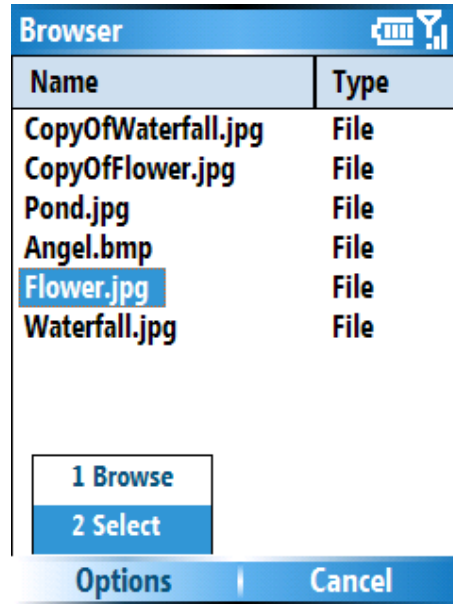 Browser
Name Type
CopyOfWaterfall.jpg File
CopyOfFlower.jpg File
Pond.jpg File
Angel.bmp File
Flower.jpg File
Waterfall.jpg File
1 Browse
2 Select
Options Cancel